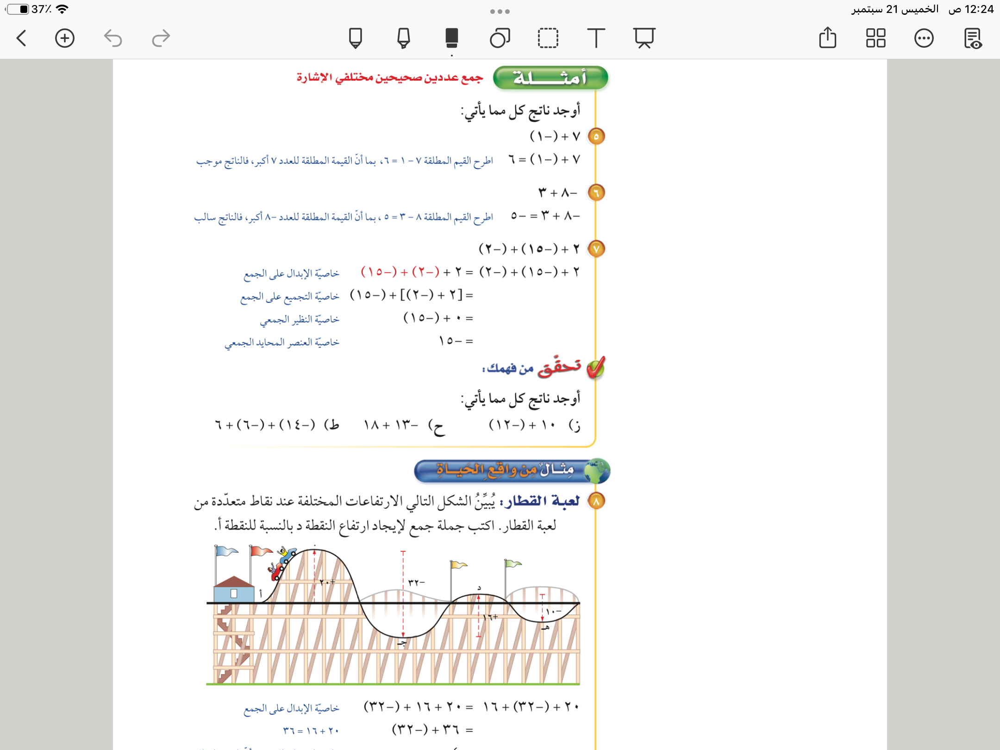 12:24 ص الخميس 21 سبتمبر
37٪
أمثـــــلة جمع عددين صحيحين مختلفي الإشارة
أوجد ناتج كل مما يأتي:
٥ ٧ + (–١)
٧ + (–١) = ٦ اطرح القيم المطلقة ٧ – ١ = ٦، بما أنّ القيمة المطلقة للعدد ٧ أكبر، فالناتج موجب
٦ –٨ + ٣
–٨ + ٣ = –٥ اطرح القيم المطلقة ٨ – ٣ = ٥ ، بما أنّ القيمة المطلقة للعدد –٨ أكبر، فالناتج سالب
٧ ٢ + (–١٥) + (–٢)
٢ + (–١٥) + (–٢) = ٢ + (–٢) + (–١٥) خاصيّة الإبدال على الجمع
= [٢ + (–٢)] + (–١٥) خاصيّة التجميع على الجمع
= ٠ + (–١٥) خاصيّة النظير الجمعي
= –١٥ خاصيّة العنصر المحايد الجمعي
تحقّق من فهمك:
أوجد ناتج كل مما يأتي:
ز) ١٠ + (–١٢) ح) –١٣ + ١٨ ط) (–١٤) + (–٦) + ٦
مِثـالٌ مِن واقِعِ الحَيـاةِ
٨ لعبة القطار: يُبيِّنُ الشكل التالي الارتفاعات المختلفة عند نقاط متعدّدة من
لعبة القطار. اكتب جملة جمع لإيجاد ارتفاع النقطة د بالنسبة للنقطة أ.
–٣٢
+٢٠
د
أ
–١٠
+١٦
هـ
جـ
٢٠ + (–٣٢) + ١٦ = ٢٠ + ١٦ + (–٣٢) خاصيّة الإبدال على الجمع
= ٣٦ + (–٣٢) ٢٠ + ١٦ = ٣٦